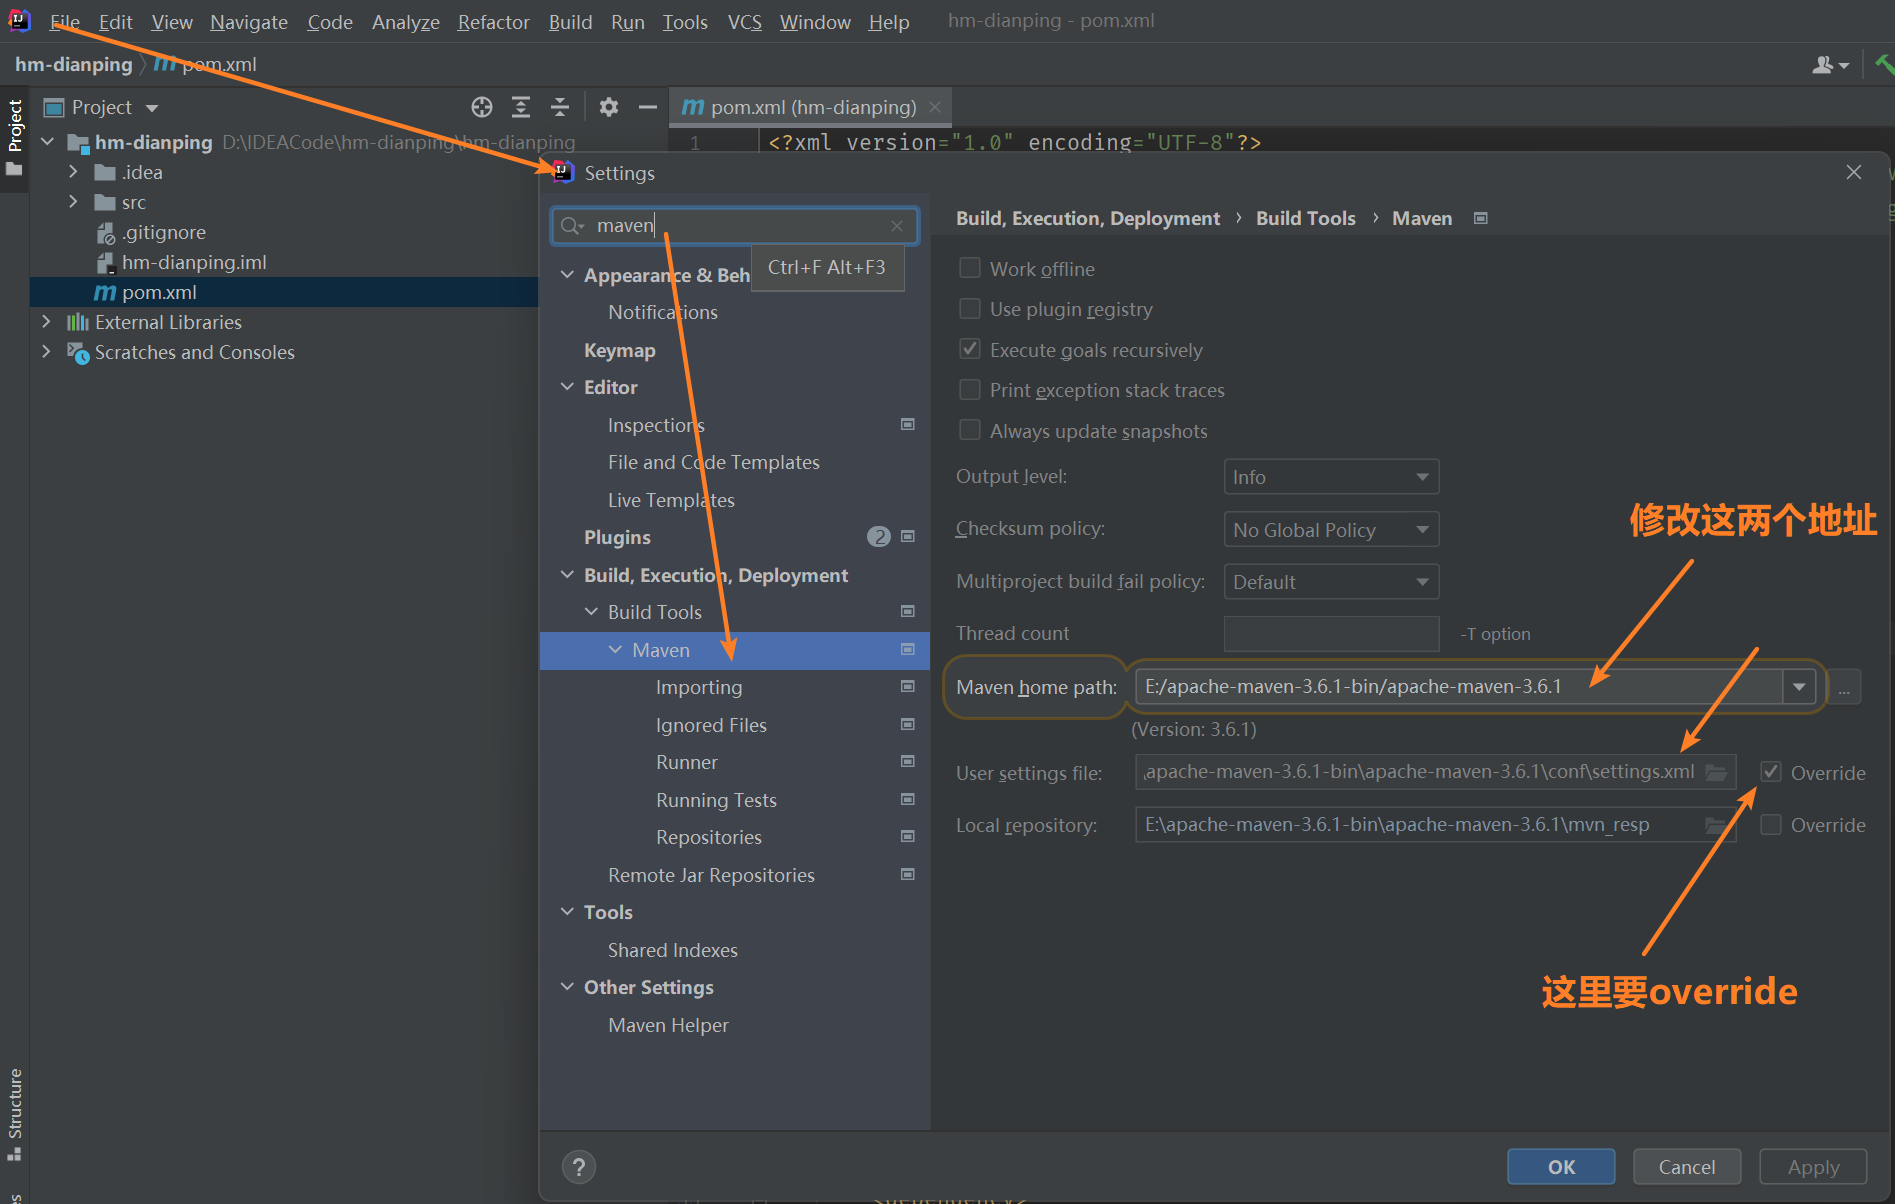 File Edit View Navigate Code Analyze Refactor Build Run Tools VCS Window Help hm-dianping - pom.xml
hm-dianping pom.xml
Project
Project
pom.xml (hm-dianping)
hm-dianping D:\IDEACode\hm-dianping\hm-dianping
1 <?xml version="1.0" encoding="UTF-8"?>
.idea
src
.gitignore
hm-dianping.iml
pom.xml
External Libraries
Scratches and Consoles
Structure
Settings
maven
Ctrl+F Alt+F3
Appearance & Beh
Notifications
Keymap
Editor
Inspections
File and Code Templates
Live Templates
Plugins 2
Build, Execution, Deployment
Build Tools
Maven
Importing
Ignored Files
Runner
Running Tests
Repositories
Remote Jar Repositories
Tools
Shared Indexes
Other Settings
Maven Helper
Build, Execution, Deployment › Build Tools › Maven
Work offline
Use plugin registry
Execute goals recursively
Print exception stack traces
Always update snapshots
Output level: Info
Checksum policy: No Global Policy
Multiproject build fail policy: Default
Thread count -T option
修改这两个地址
Maven home path: E:/apache-maven-3.6.1-bin/apache-maven-3.6.1 ...
(Version: 3.6.1)
User settings file: apache-maven-3.6.1-bin\apache-maven-3.6.1\conf\settings.xml Override
Local repository: E:\apache-maven-3.6.1-bin\apache-maven-3.6.1\mvn_resp Override
这里要override
? OK Cancel Apply